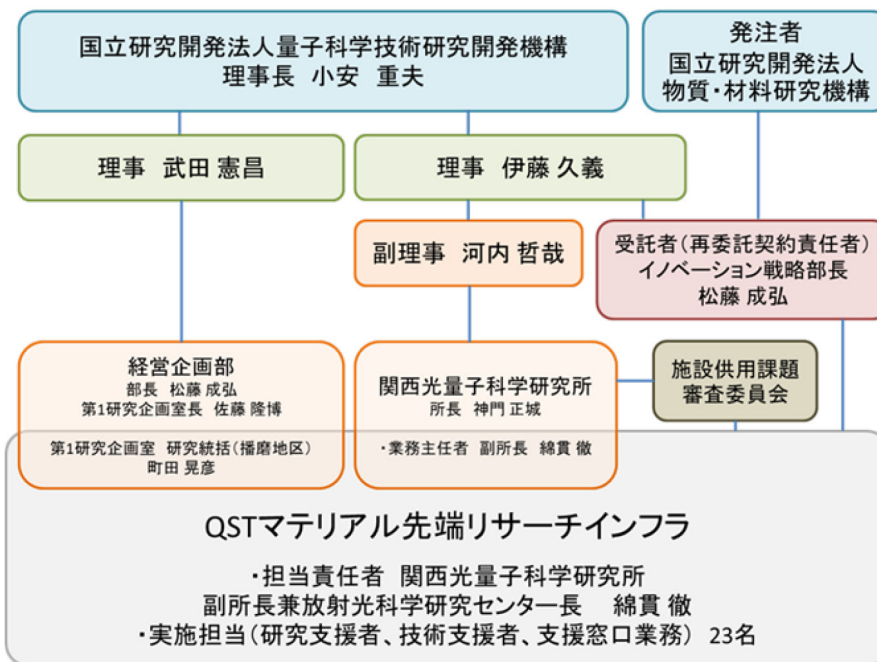 国立研究開発法人量子科学技術研究開発機構
理事長 小安 重夫
発注者
国立研究開発法人
物質・材料研究機構
理事 武田 憲昌
理事 伊藤 久義
副理事 河内 哲哉
受託者(再委託契約責任者)
イノベーション戦略部長
松藤 成弘
経営企画部
部長 松藤 成弘
第1研究企画室長 佐藤 隆博
第1研究企画室 研究統括(播磨地区)
町田 晃彦
関西光量子科学研究所
所長 神門 正城
・業務主任者 副所長 綿貫 徹
施設供用課題
審査委員会
QSTマテリアル先端リサーチインフラ
・担当責任者 関西光量子科学研究所
副所長兼放射光科学研究センター長 綿貫 徹
・実施担当(研究支援者、技術支援者、支援窓口業務) 23名